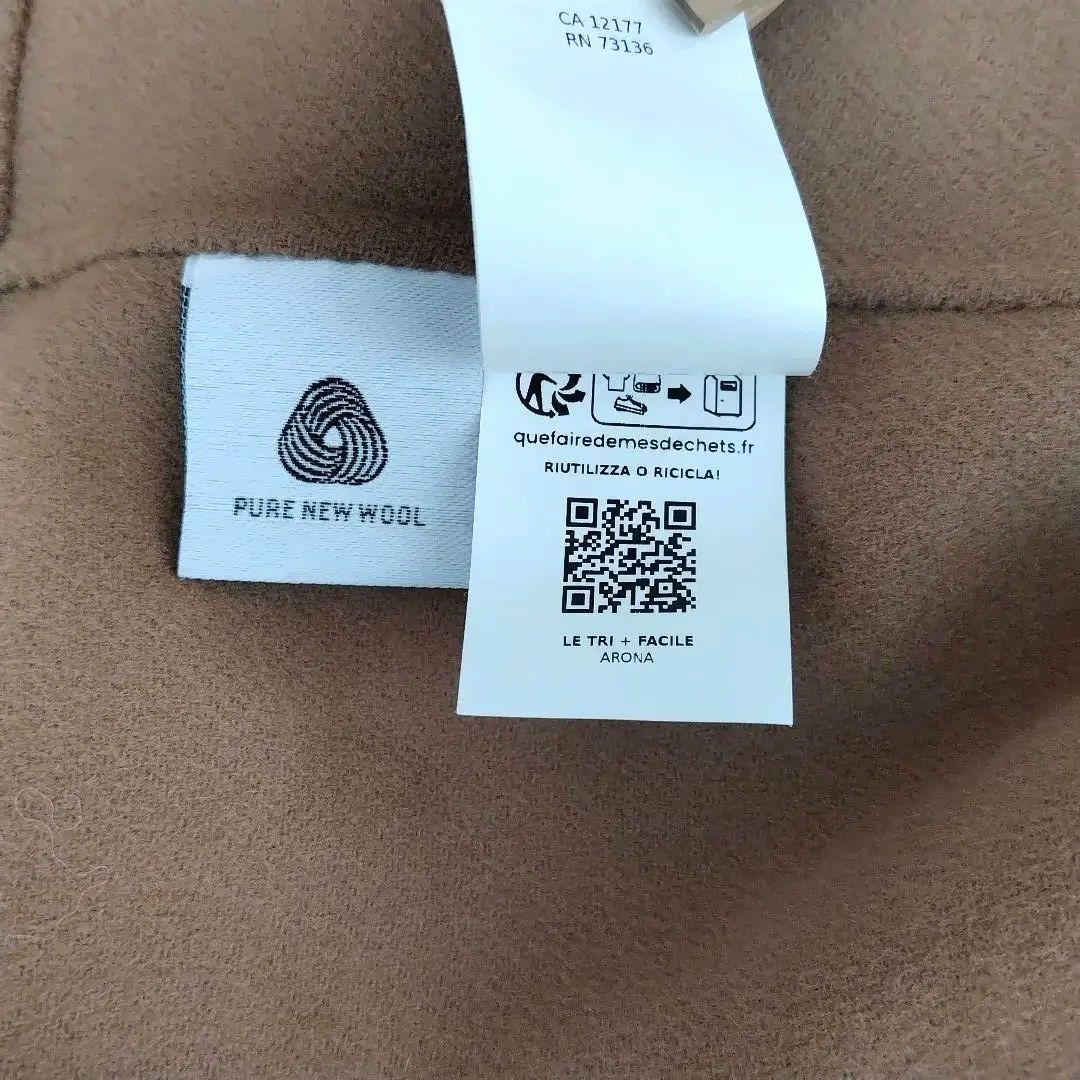 CA 12177
RN 73136
PURE NEW WOOL
quefairedemesdechets.fr
RIUTILIZZA O RICICLA!
LE TRI + FACILE
ARONA